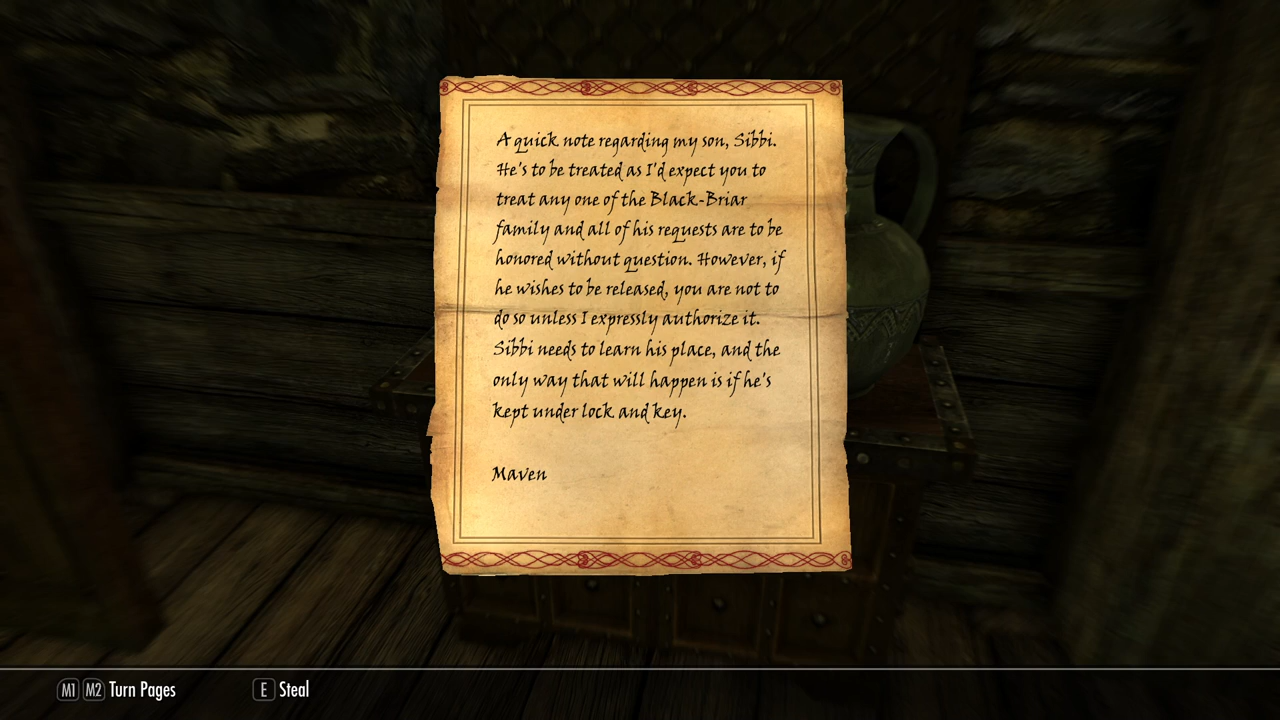 A quick note regarding my son, Sibbi.
He's to be treated as I'd expect you to
treat any one of the Black-Briar
family and all of his requests are to be
honored without question. However, if
he wishes to be released, you are not to
do so unless I expressly authorize it.
Sibbi needs to learn his place, and the
only way that will happen is if he's
kept under lock and key.
Maven
M1 M2 Turn Pages
E Steal